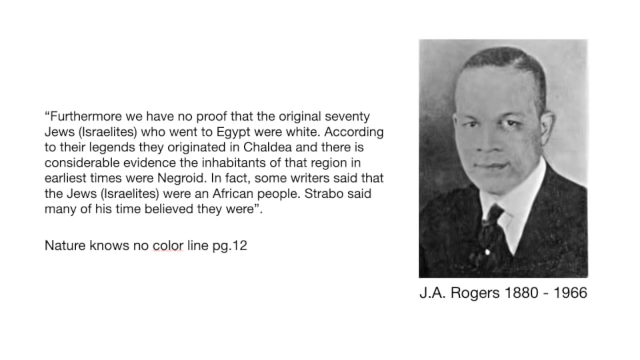 “Furthermore we have no proof that the original seventy
Jews (Israelites) who went to Egypt were white. According
to their legends they originated in Chaldea and there is
considerable evidence the inhabitants of that region in
earliest times were Negroid. In fact, some writers said that
the Jews (Israelites) were an African people. Strabo said
many of his time believed they were”.
Nature knows no color line pg.12
J.A. Rogers 1880 - 1966